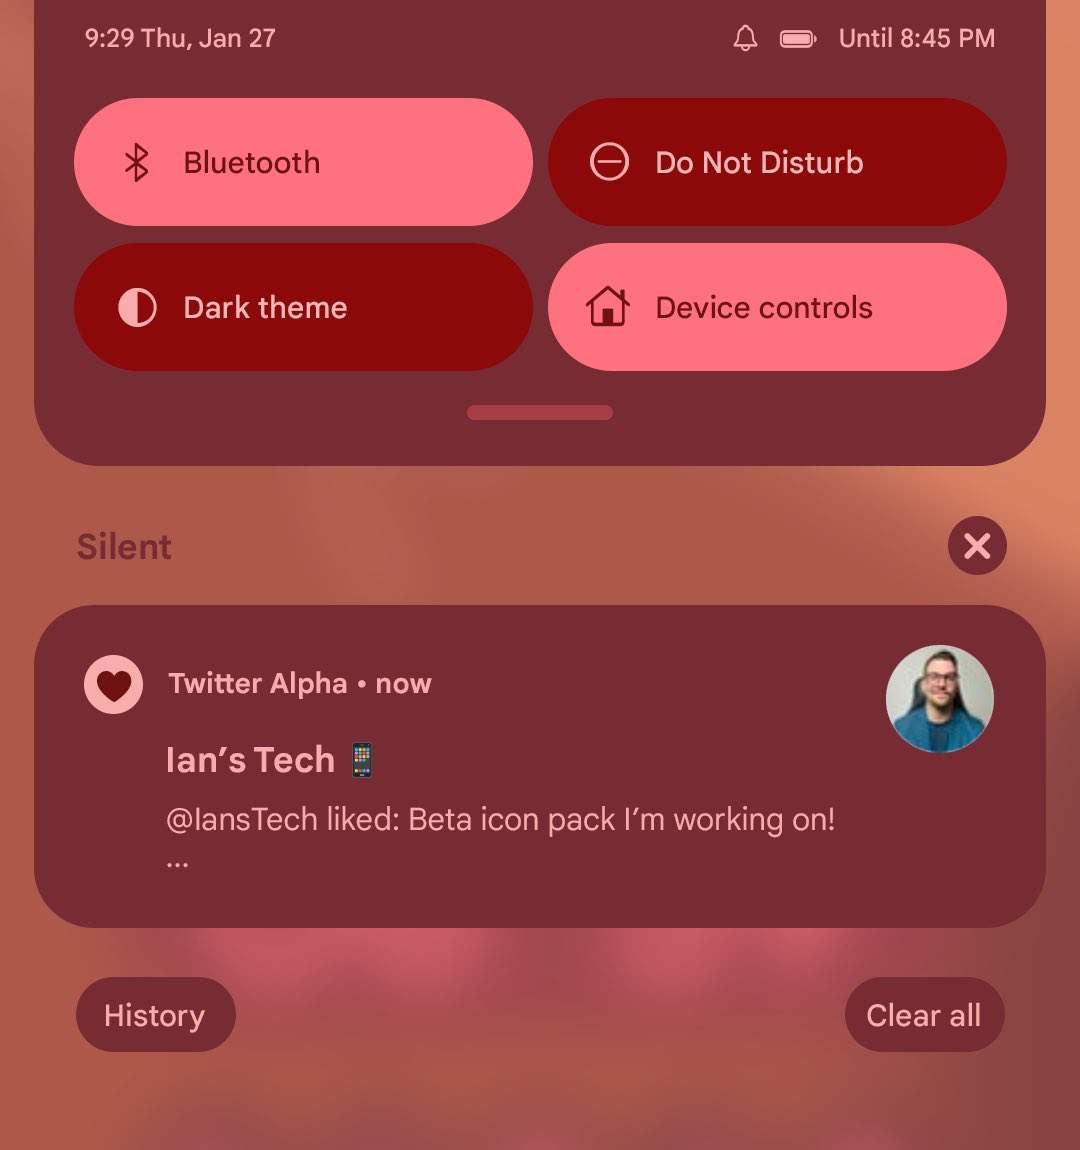 9:29 Thu, Jan 27 Until 8:45 PM
Bluetooth Do Not Disturb
Dark theme Device controls
Silent
Twitter Alpha • now
Ian’s Tech 📱
@IansTech liked: Beta icon pack I’m working on!
...
History Clear all